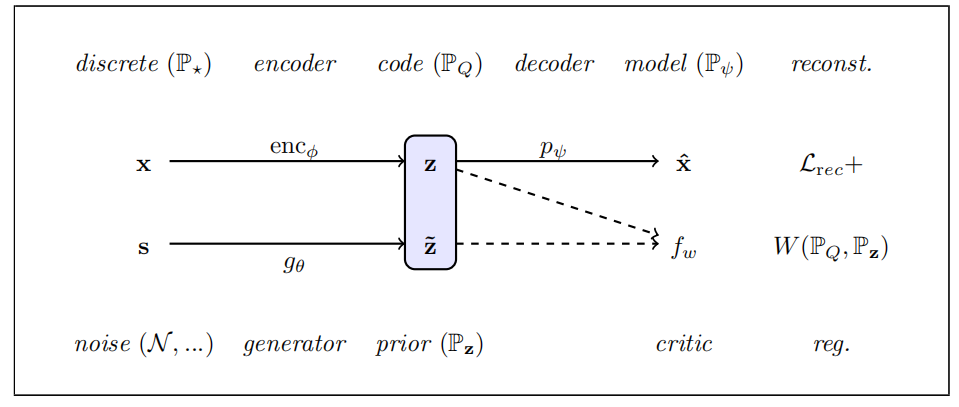 discrete (ℙ⋆) encoder code (ℙ_Q) decoder model (ℙ_ψ) reconst.
enc_ϕ p_ψ
x z x̂ ℒ_rec+
s z̃ f_w W(ℙ_Q, ℙ_z)
g_θ
noise (𝒩, ...) generator prior (ℙ_z) critic reg.